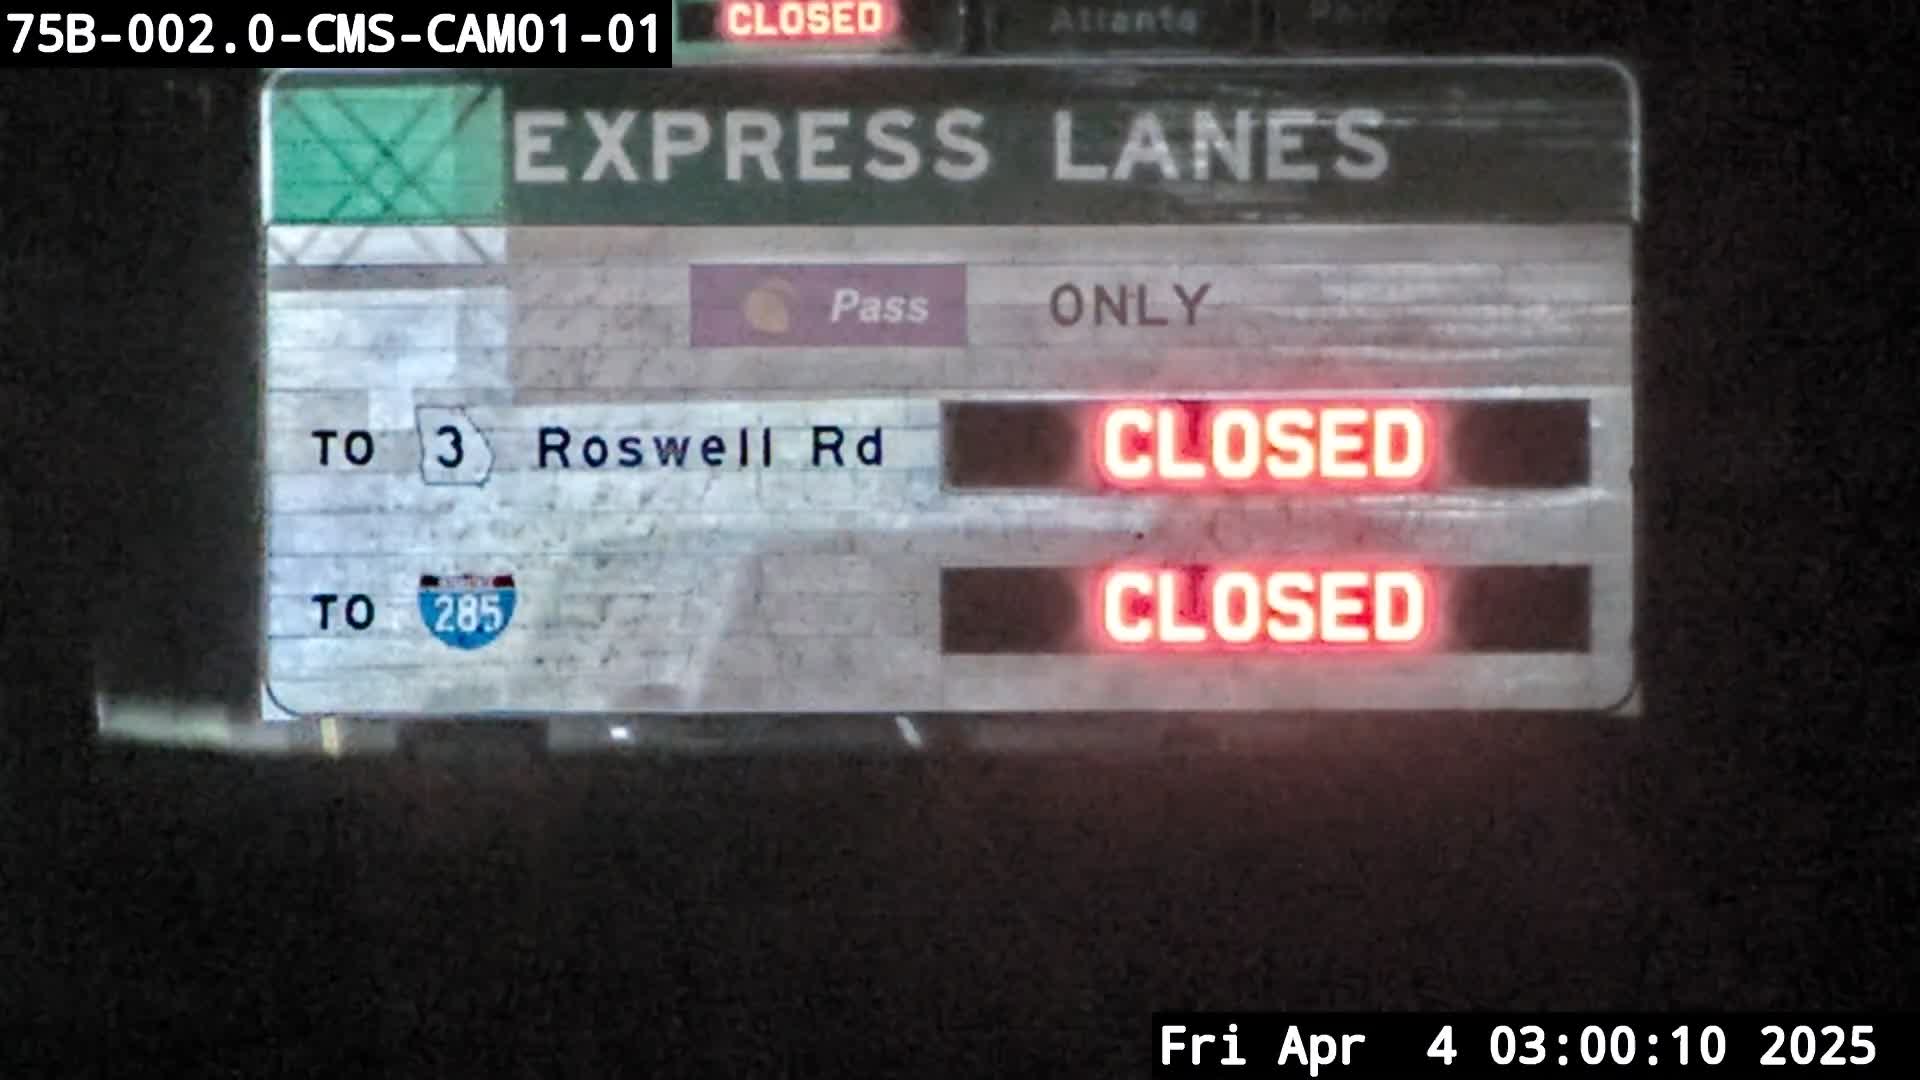 75B-002.0-CMS-CAM01-01
CLOSED
Atlanta
EXPRESS LANES
Pass ONLY
TO 3 Roswell Rd CLOSED
TO 285 CLOSED
Fri Apr 4 03:00:10 2025